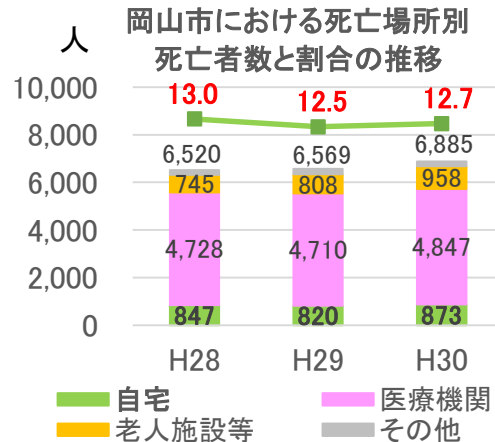 岡山市における死亡場所別
死亡者数と割合の推移
人
10,000
8,000
6,000
4,000
2,000
0
13.0 12.5 12.7
6,520 6,569 6,885
745 808 958
4,728 4,710 4,847
847 820 873
H28 H29 H30
自宅 医療機関
老人施設等 その他